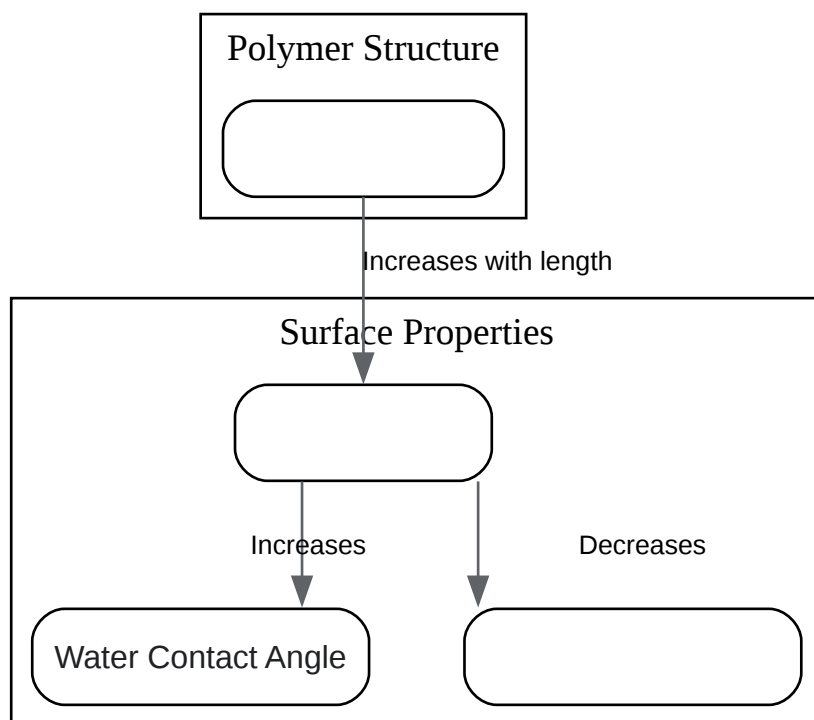 Polymer Structure
Increases with length
Surface Properties
Increases
Decreases
Water Contact Angle